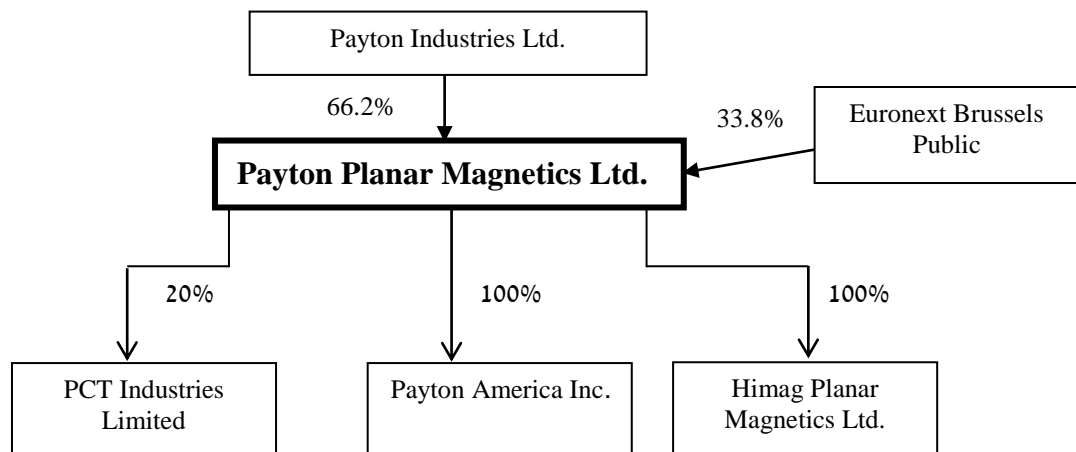 Payton Industries Ltd.
66.2%
33.8%
Euronext Brussels
Public
Payton Planar Magnetics Ltd.
20%
100%
100%
PCT Industries
Limited
Payton America Inc.
Himag Planar
Magnetics Ltd.